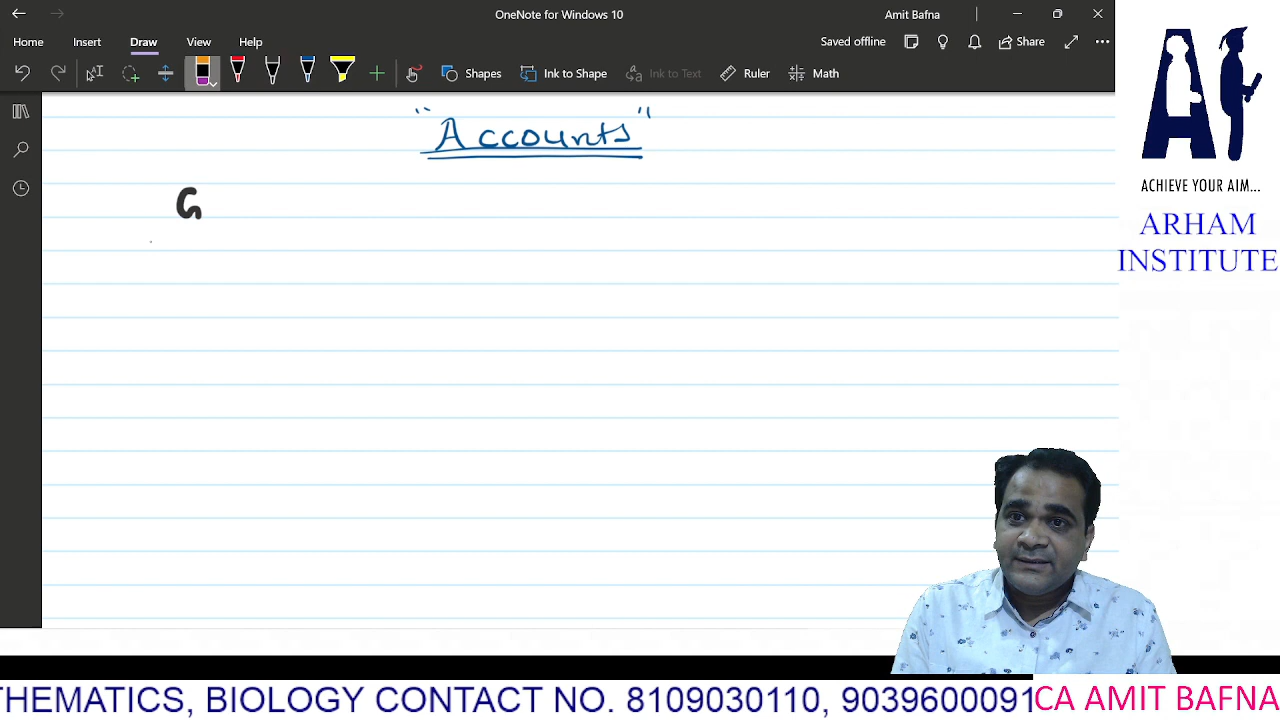 OneNote for Windows 10
Amit Bafna
Home Insert Draw View Help
Saved offline
Share
Shapes
Ink to Shape
Ink to Text
Ruler
Math
"Accounts"
G
A
ACHIEVE YOUR AIM...
ARHAM
INSTITUTE
THEMATICS, BIOLOGY CONTACT NO. 8109030110, 9039600091
CA AMIT BAFNA